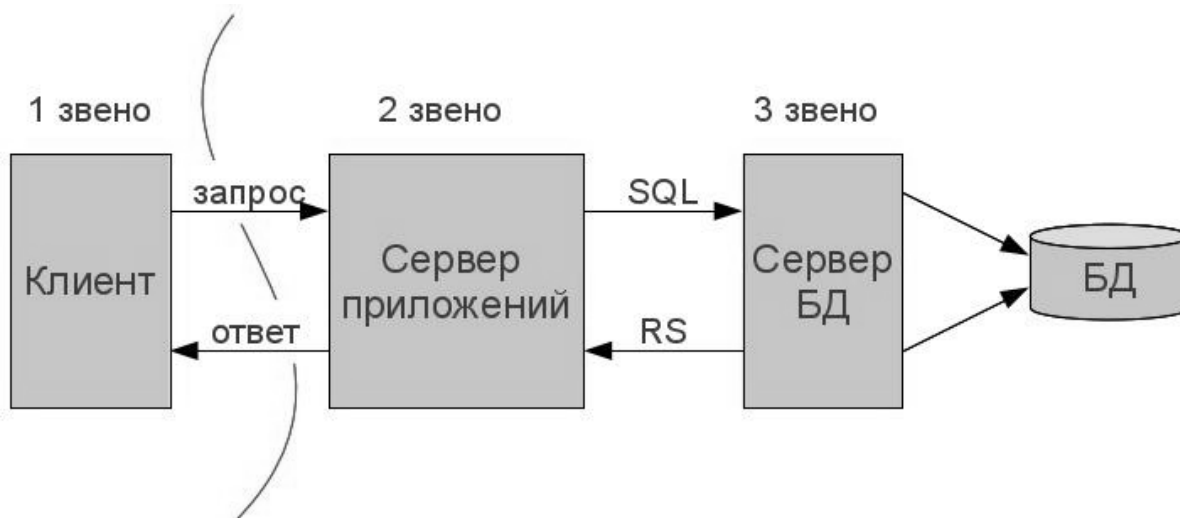 1 звено
2 звено
3 звено
запрос
SQL
Клиент
Сервер
приложений
Сервер
БД
БД
ответ
RS